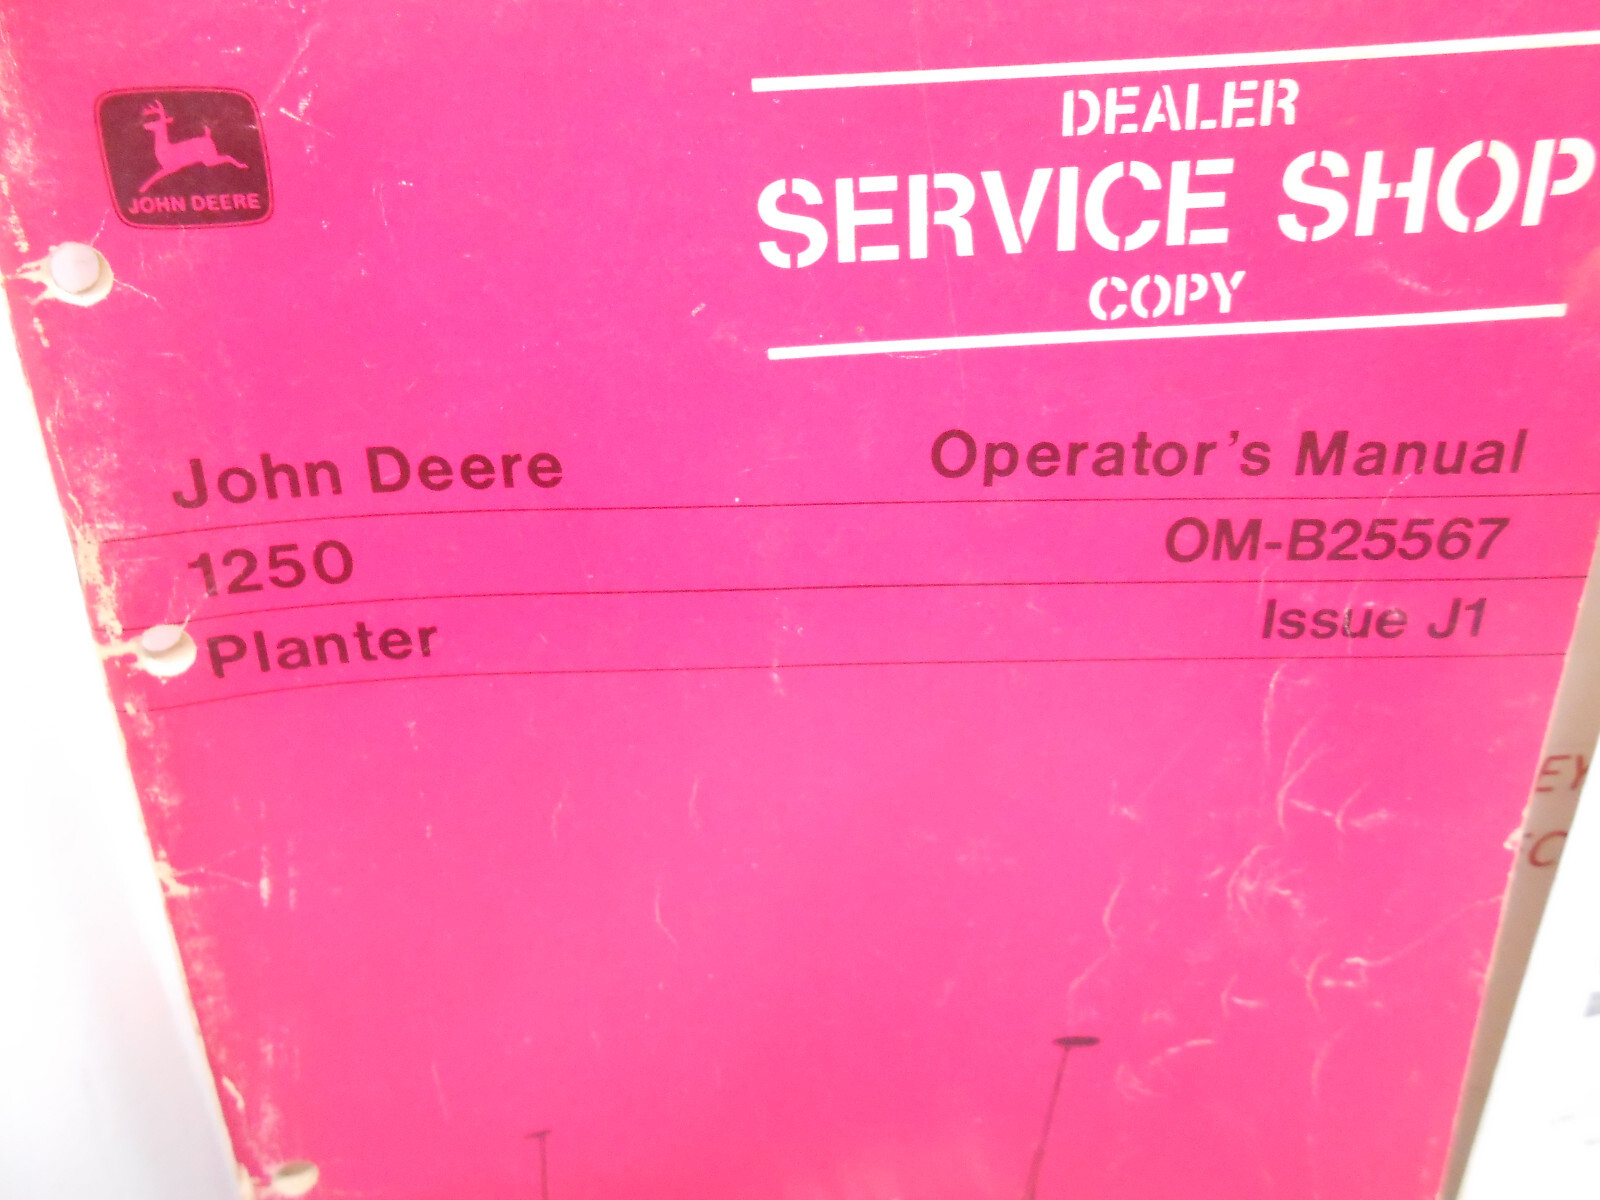 DEALER
SERVICE SHOP
COPY
JOHN DEERE
John Deere
1250
Planter
Operator's Manual
OM-B25567
Issue J1